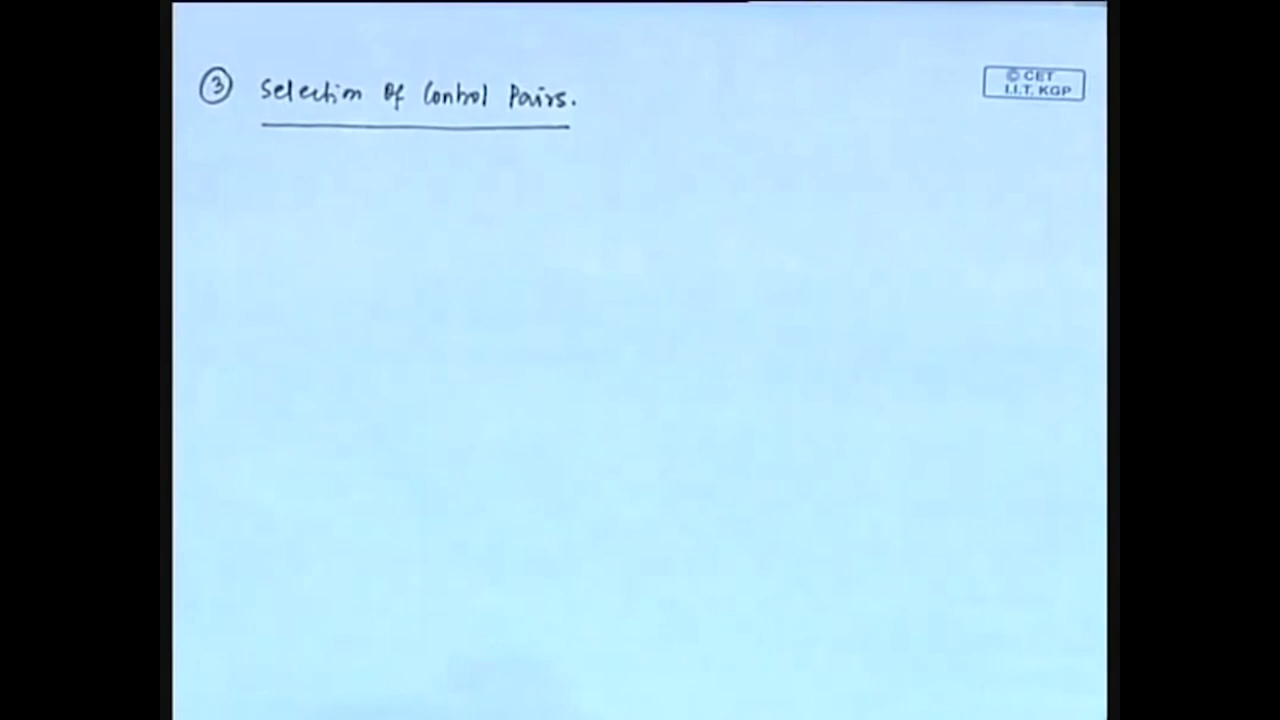 ③ Selection Of Control Pairs.
© CET
I.I.T. KGP